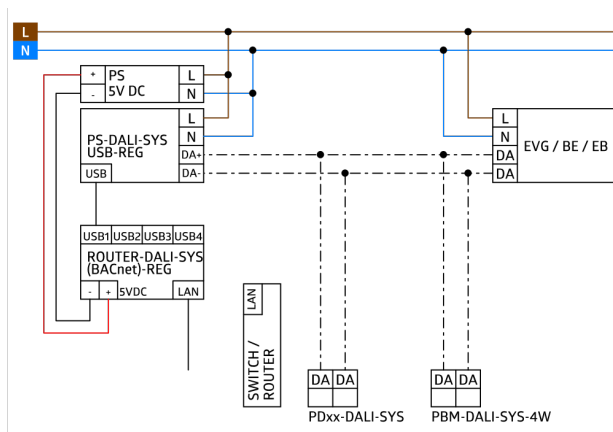 L
N
+ PS L
- 5V DC N
PS-DALI-SYS L
USB-REG N
DA+
USB DA-
L
N
DA EVG / BE / EB
DA
USB1 USB2 USB3 USB4
ROUTER-DALI-SYS
(BACnet)-REG
- + 5VDC LAN
LAN
SWITCH /
ROUTER
DA DA
PDxx-DALI-SYS
DA DA
PBM-DALI-SYS-4W